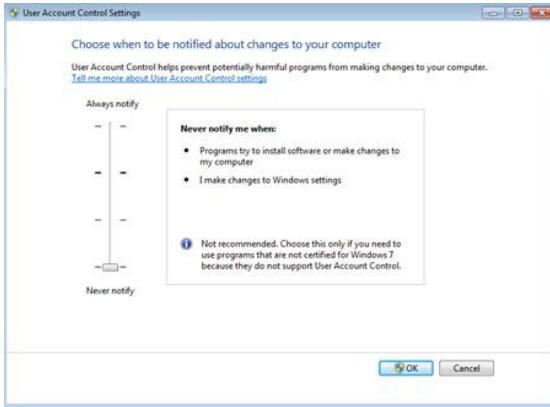 User Account Control Settings
Choose when to be notified about changes to your computer
User Account Control helps prevent potentially harmful programs from making changes to your computer.
Tell me more about User Account Control settings
Always notify
Never notify me when:
Programs try to install software or make changes to
my computer
I make changes to Windows settings
Not recommended. Choose this only if you need to
use programs that are not certified for Windows 7
because they do not support User Account Control.
Never notify
OK
Cancel